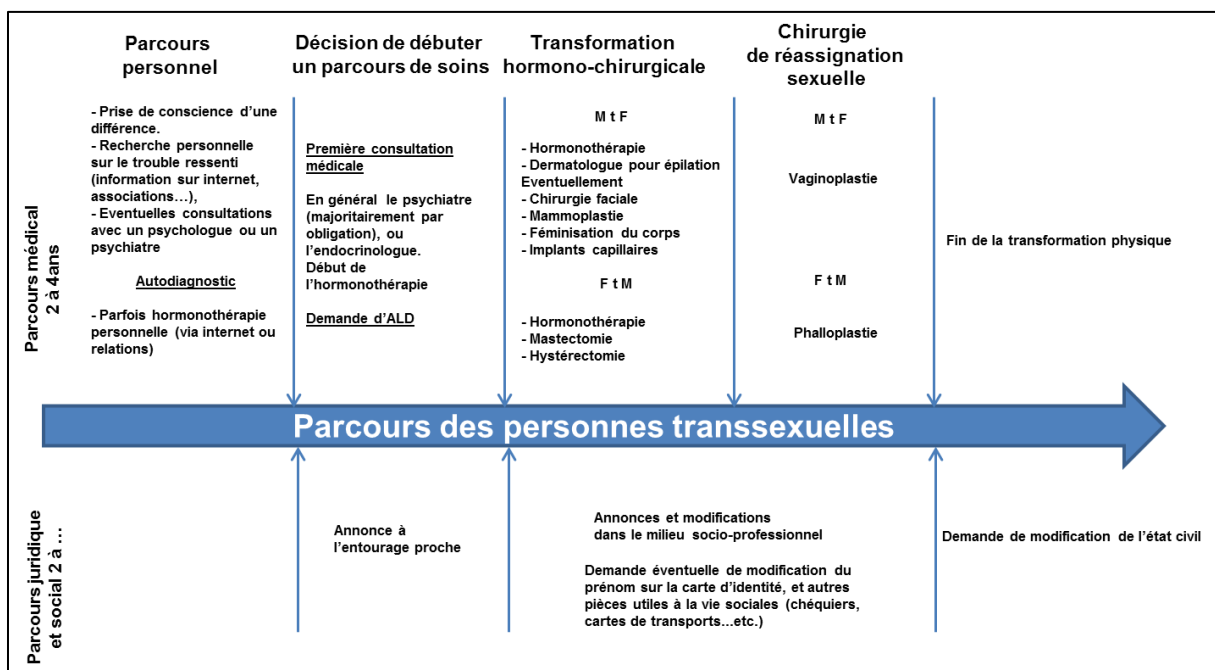 Parcours
personnel
Décision de débuter
un parcours de soins
Transformation
hormono-chirurgicale
Chirurgie
de réassignation
sexuelle
Parcours médical
2 à 4ans
- Prise de conscience d’une
différence.
- Recherche personnelle
sur le trouble ressenti
(information sur internet,
associations…),
- Eventuelles consultations
avec un psychologue ou un
psychiatre
Autodiagnostic
- Parfois hormonothérapie
personnelle (via internet ou
relations)
Première consultation
médicale
En général le psychiatre
(majoritairement par
obligation), ou
l’endocrinologue.
Début de
l’hormonothérapie
Demande d’ALD
M t F
- Hormonothérapie
- Dermatologue pour épilation
Eventuellement
- Chirurgie faciale
- Mammoplastie
- Féminisation du corps
- Implants capillaires
F t M
- Hormonothérapie
- Mastectomie
- Hystérectomie
M t F
Vaginoplastie
F t M
Phalloplastie
Fin de la transformation physique
Parcours des personnes transsexuelles
Parcours juridique
et social 2 à …
Annonce à
l’entourage proche
Annonces et modifications
dans le milieu socio-professionnel
Demande éventuelle de modification du
prénom sur la carte d’identité, et autres
pièces utiles à la vie sociales (chéquiers,
cartes de transports...etc.)
Demande de modification de l’état civil